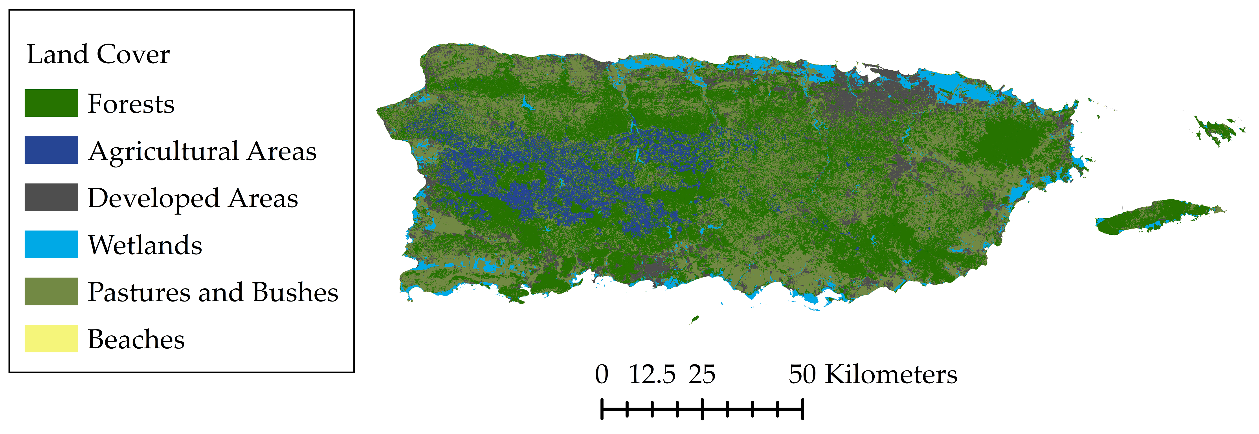 Land Cover
Forests
Agricultural Areas
Developed Areas
Wetlands
Pastures and Bushes
Beaches
0 12.5 25 50 Kilometers